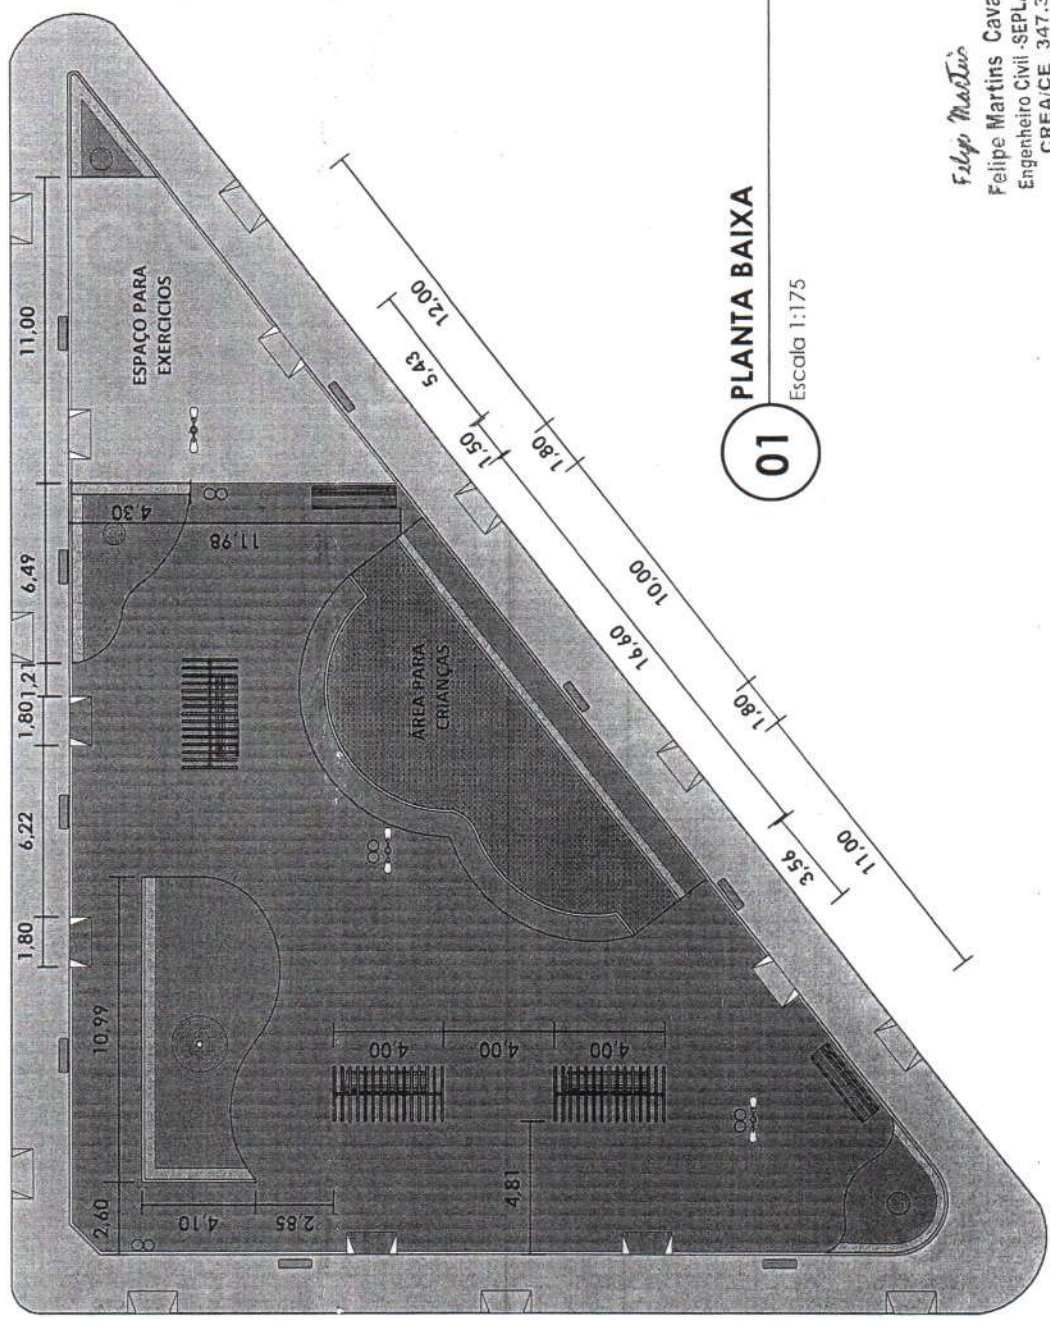 11,00
6,49
1,21
1,80
6,22
1,80
ESPAÇO PARA
EXERCICIOS
4,30
11,98
ÁREA PARA
CRIANÇAS
10,99
2,60
4,10
2,85
4,00
4,00
4,00
4,81
12,00
5,43
1,50
1,80
10,00
16,60
1,80
3,56
11,00
01
PLANTA BAIXA
Escala 1:175
Felipe Martins
Felipe Martins
Engenheiro Civil -
CREA/CE 347.